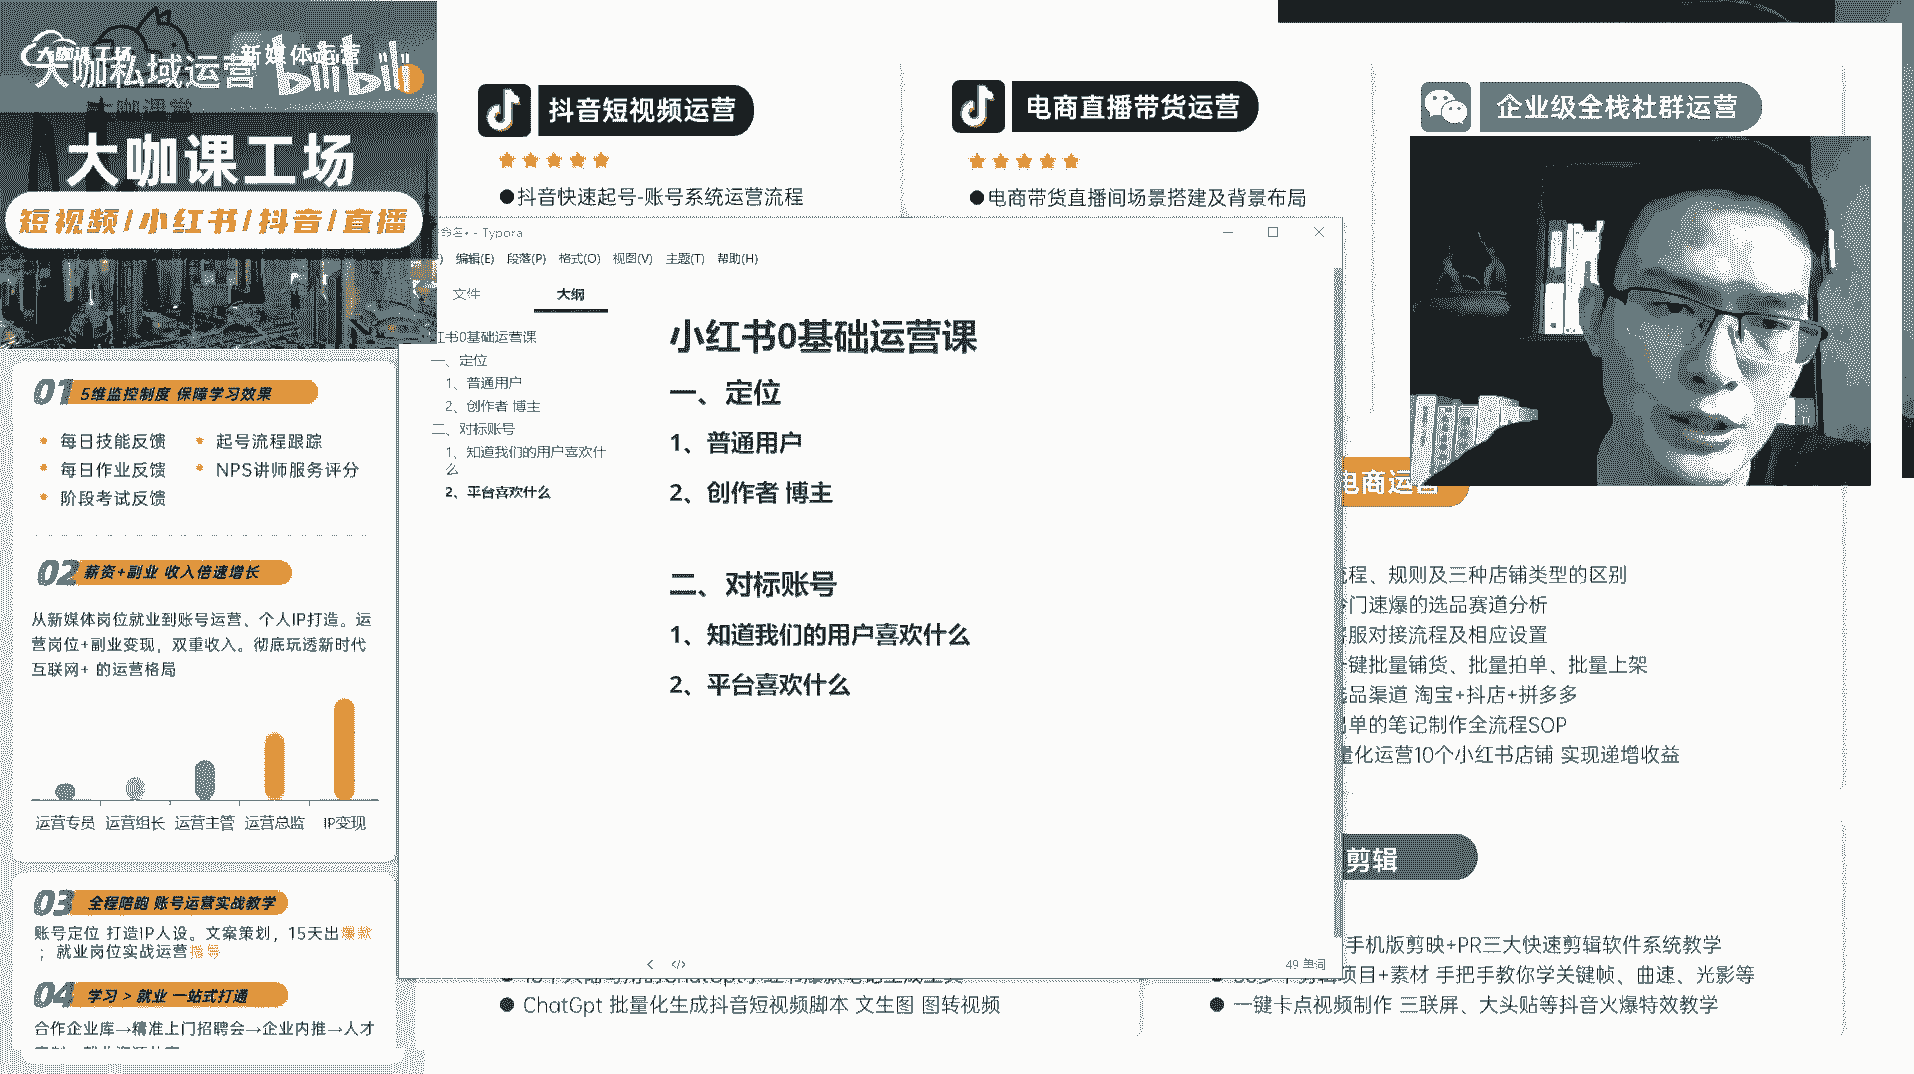 大咖课工场
新媒体运营
大咖私域运营
bilibili
大咖课堂
大咖课工场
短视频/小红书/抖音/直播
01 5维监控制度 保障学习效果
每日技能反馈
起号流程跟踪
每日作业反馈
NPS讲师服务评分
阶段考试反馈
02 薪资+副业 收入倍速增长
从新媒体岗位就业到账号运营、个人IP打造。运
营岗位+副业变现，双重收入。彻底玩透新时代
互联网+ 的运营格局
运营专员 运营组长 运营主管 运营总监 IP变现
03 全程陪跑 账号运营实战教学
账号定位 打造IP人设。文案策划，15天出爆款
；就业岗位实战运营指导
04 学习 > 就业 一站式打通
合作企业库→精准上门招聘会→企业内推→人才
抖音短视频运营
●抖音快速起号-账号系统运营流程
电商直播带货运营
●电商带货直播间场景搭建及背景布局
企业级全栈社群运营
命名• - Typora
编辑(E) 段落(P) 格式(O) 视图(V) 主题(T) 帮助(H)
文件 大纲
红书0基础运营课
一、定位
1、普通用户
2、创作者 博主
二、对标账号
1、知道我们的用户喜欢什
么
2、平台喜欢什么
小红书0基础运营课
一、定位
1、普通用户
2、创作者 博主
二、对标账号
1、知道我们的用户喜欢什么
2、平台喜欢什么
49 单词
电商运营
程、规则及三种店铺类型的区别
门速爆的选品赛道分析
服对接流程及相应设置
键批量铺货、批量拍单、批量上架
品渠道 淘宝+抖店+拼多多
单的笔记制作全流程SOP
量化运营10个小红书店铺 实现递增收益
剪辑
手机版剪映+PR三大快速剪辑软件系统教学
项目+素材 手把手教你学关键帧、曲速、光影等
● 一键卡点视频制作 三联屏、大头贴等抖音火爆特效教学
● ChatGpt 批量化生成抖音短视频脚本 文生图 图转视频